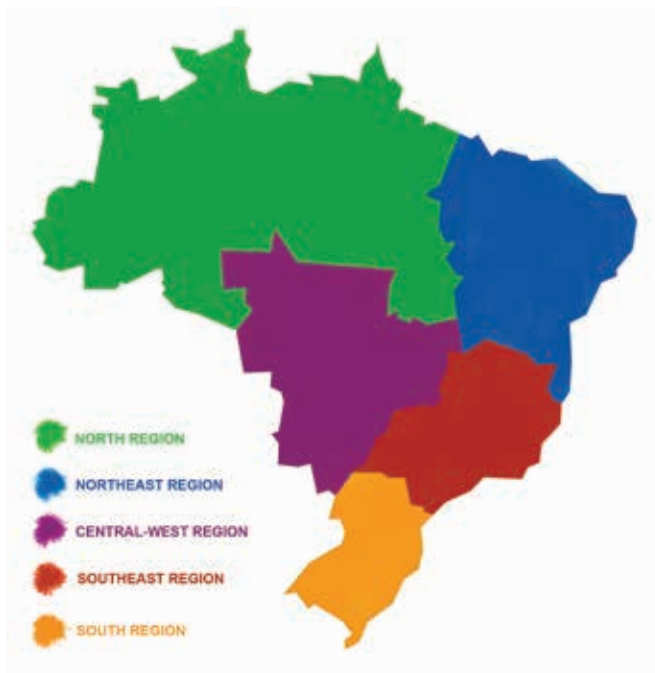 NORTH REGION
NORTHEAST REGION
CENTRAL-WEST REGION
SOUTHEAST REGION
SOUTH REGION